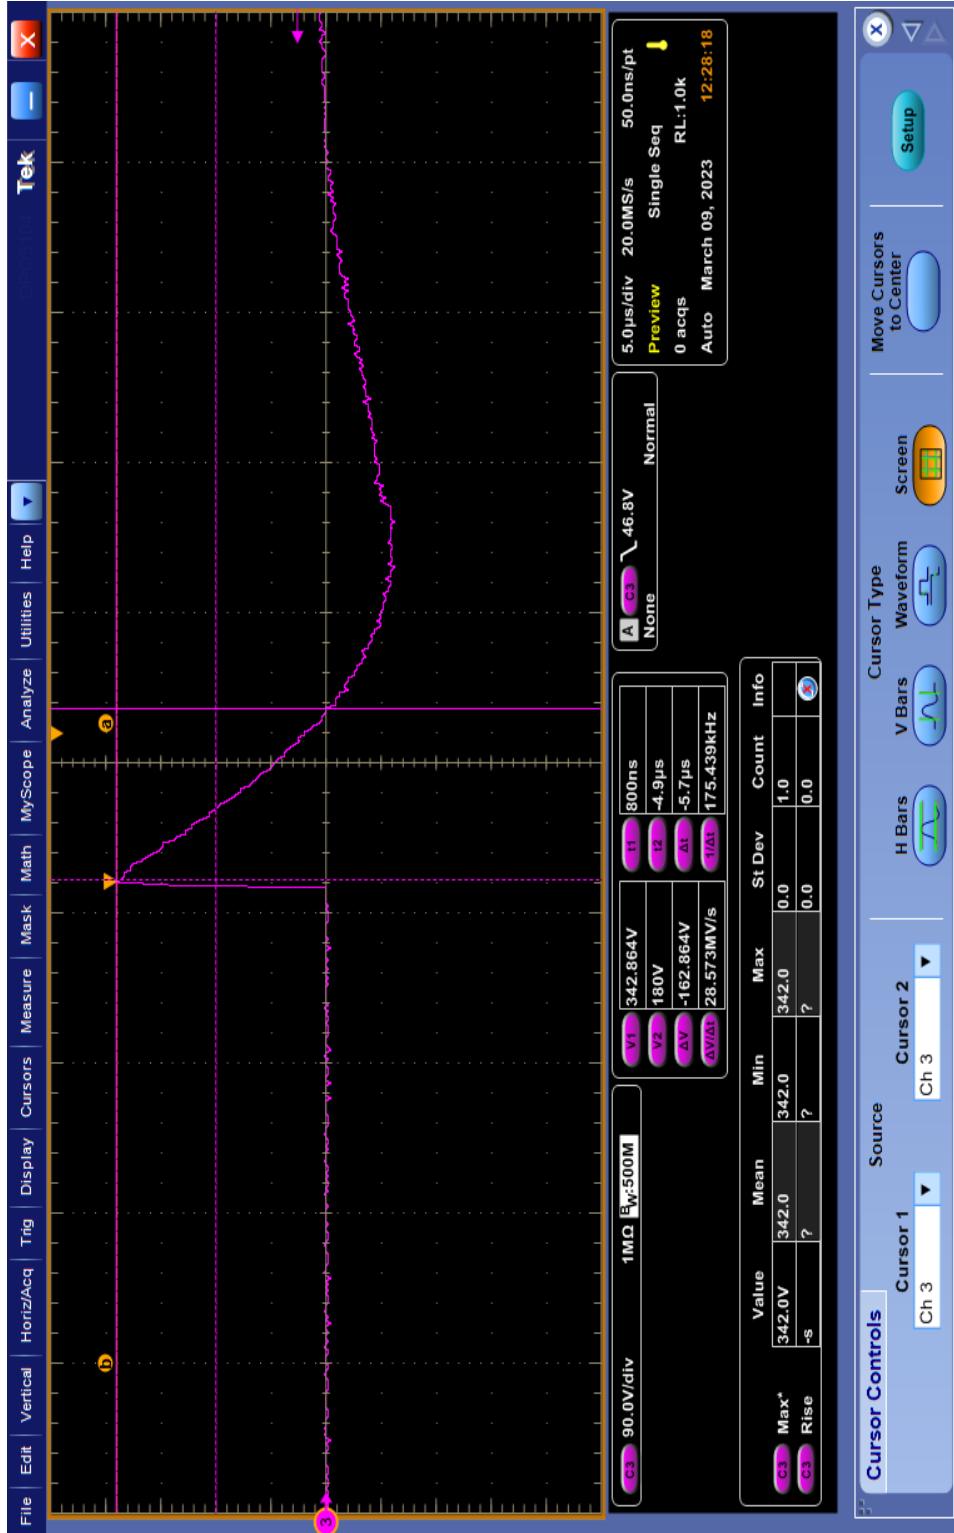 File Edit Vertical Horiz/Acq Trig Display Cursors Measure Mask Math MyScope Analyze Utilities Help Tek
a
b
3
C3 90.0V/div 1MΩ BW:500M
V1 342.864V t1 800ns
V2 180V t2 -4.9µs
ΔV -162.864V Δt -5.7µs
ΔV/Δt 28.573MV/s 1/Δt 175.439kHz
A C3 46.8V
None Normal
5.0µs/div 20.0MS/s 50.0ns/pt
Preview Single Seq
0 acqs RL:1.0k
Auto March 09, 2023 12:28:18
Value Mean Min Max St Dev Count Info
C3 Max* 342.0V 342.0 342.0 342.0 0.0 1.0
C3 Rise -s ? ? ? 0.0 0.0
Cursor Controls
Source
Cursor 1 Cursor 2
Ch 3 Ch 3
Cursor Type
H Bars V Bars Waveform Screen
Move Cursors
to Center
Setup